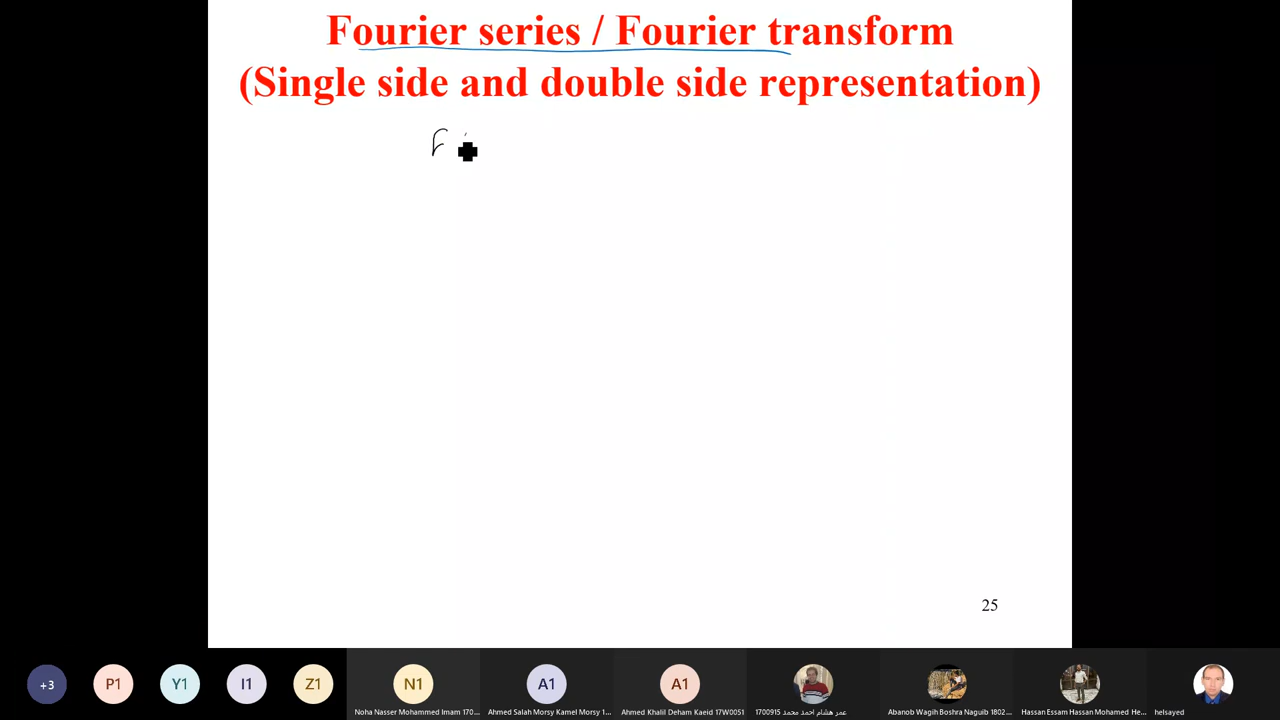 Fourier series / Fourier transform
(Single side and double side representation)
25
+3
P1
Y1
I1
Z1
N1
A1
A1
Noha Nasser Mohammed Imam 170...
Ahmed Salah Morsy Kamel Morsy 1...
Ahmed Khalil Deham Kaeid 17W0051
عمر هشام احمد محمد 1700915
Abanob Wagih Boshra Naguib 1802...
Hassan Essam Hassan Mohamed He...
helsayed